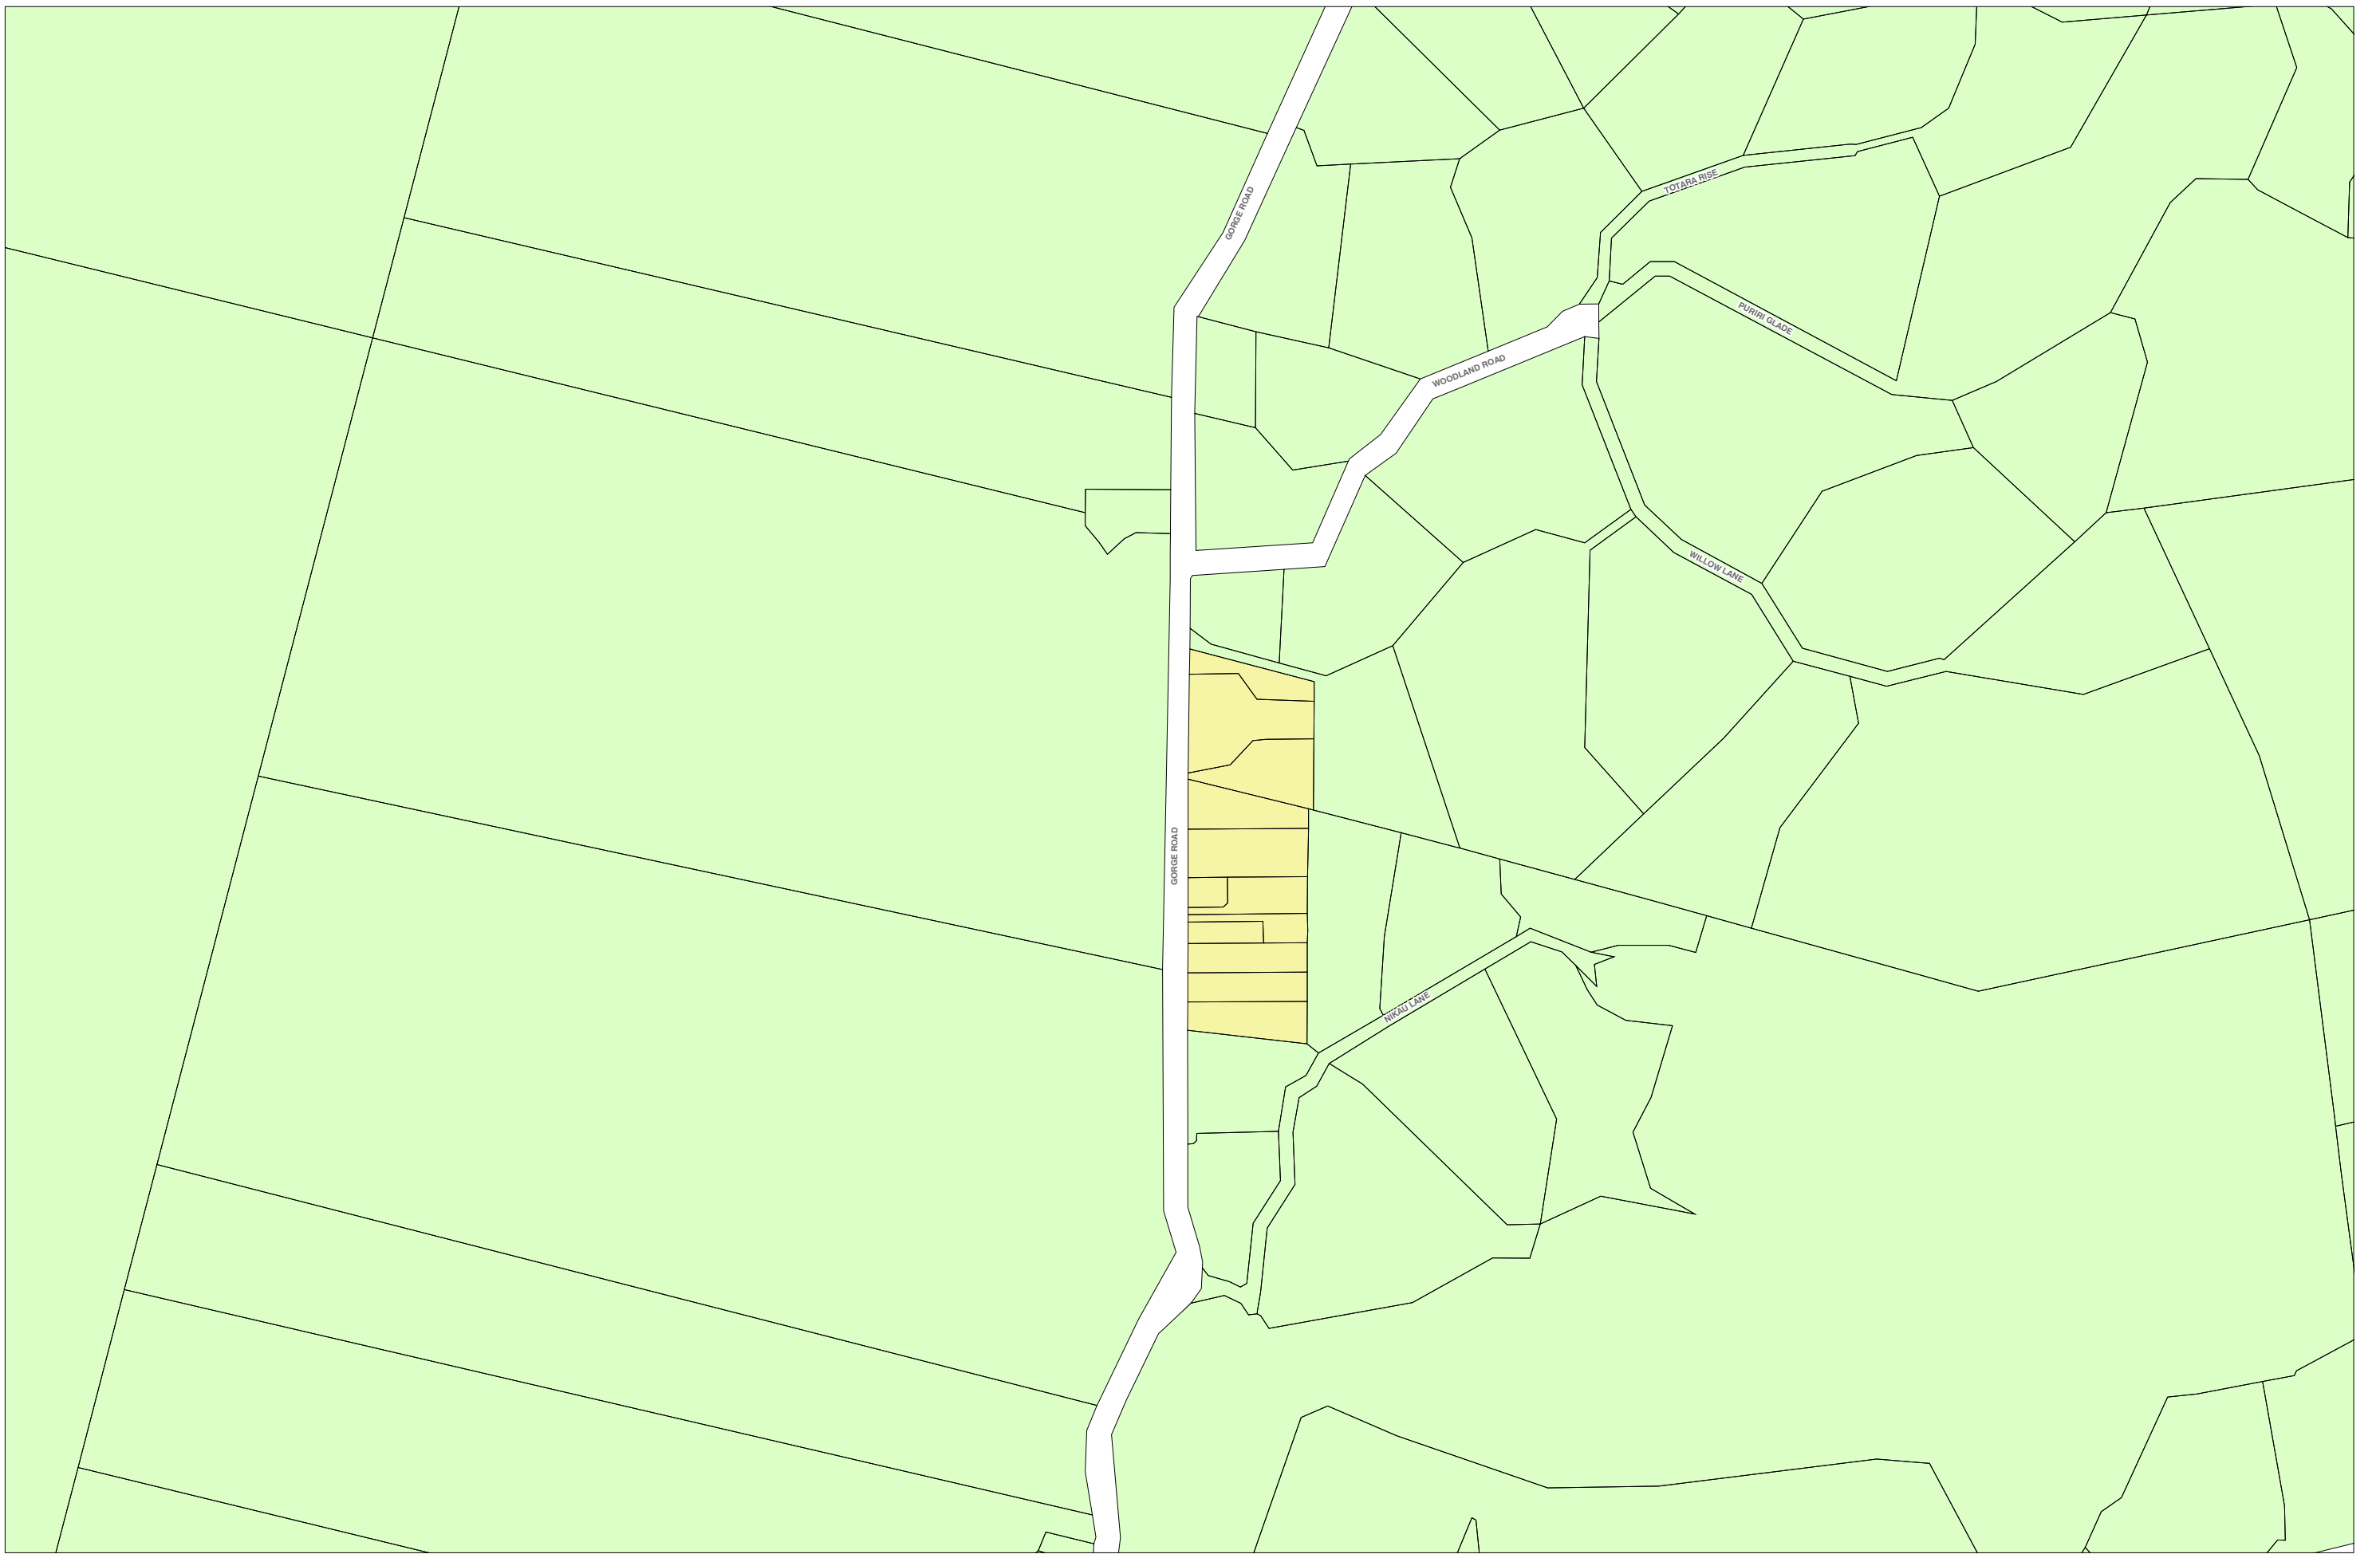 TOTARA RISE
GORGE ROAD
PURIRI GLADE
WOODLAND ROAD
WILLOW LANE
GORGE ROAD
NIKAU LANE